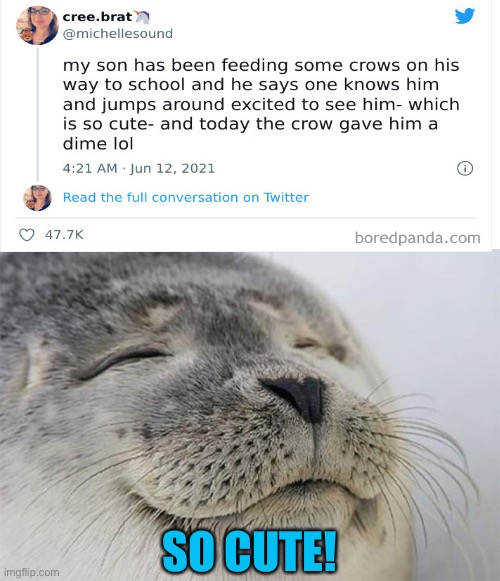 cree.brat🦄
@michellesound
my son has been feeding some crows on his
way to school and he says one knows him
and jumps around excited to see him- which
is so cute- and today the crow gave him a
dime lol
4:21 AM · Jun 12, 2021
Read the full conversation on Twitter
47.7K
boredpanda.com
SO CUTE!
imgflip.com